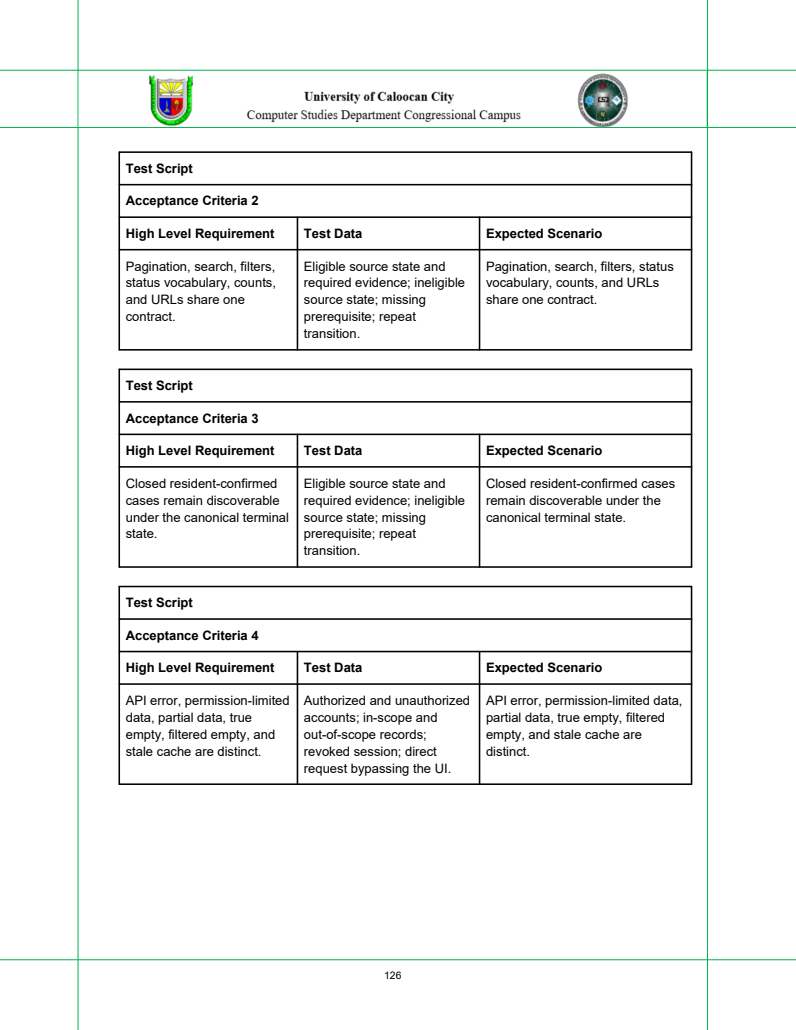 University of Caloocan City
Computer Studies Department Congressional Campus
Test Script
Acceptance Criteria 2
High Level Requirement
Test Data
Expected Scenario
Pagination, search, filters,
status vocabulary, counts,
and URLs share one
contract.
Eligible source state and
required evidence; ineligible
source state; missing
prerequisite; repeat
transition.
Pagination, search, filters, status
vocabulary, counts, and URLs
share one contract.
Test Script
Acceptance Criteria 3
High Level Requirement
Test Data
Expected Scenario
Closed resident-confirmed
cases remain discoverable
under the canonical terminal
state.
Eligible source state and
required evidence; ineligible
source state; missing
prerequisite; repeat
transition.
Closed resident-confirmed cases
remain discoverable under the
canonical terminal state.
Test Script
Acceptance Criteria 4
High Level Requirement
Test Data
Expected Scenario
API error, permission-limited
data, partial data, true
empty, filtered empty, and
stale cache are distinct.
Authorized and unauthorized
accounts; in-scope and
out-of-scope records;
revoked session; direct
request bypassing the UI.
API error, permission-limited data,
partial data, true empty, filtered
empty, and stale cache are
distinct.
126